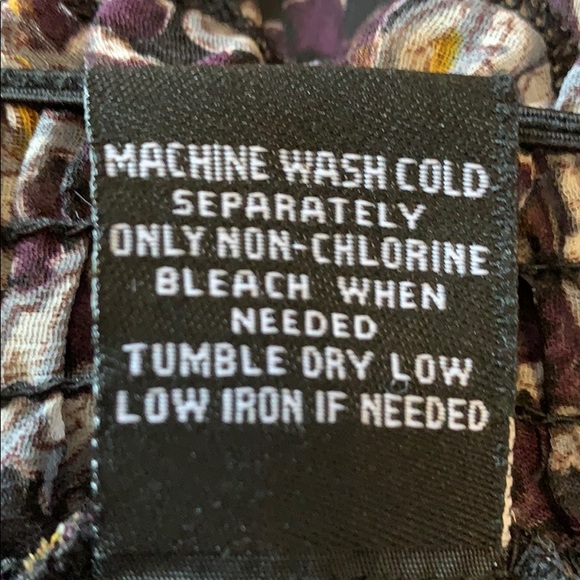 MACHINE WASH COLD
SEPARATELY
ONLY NON-CHLORINE
BLEACH WHEN
NEEDED
TUMBLE DRY LOW
LOW IRON IF NEEDED